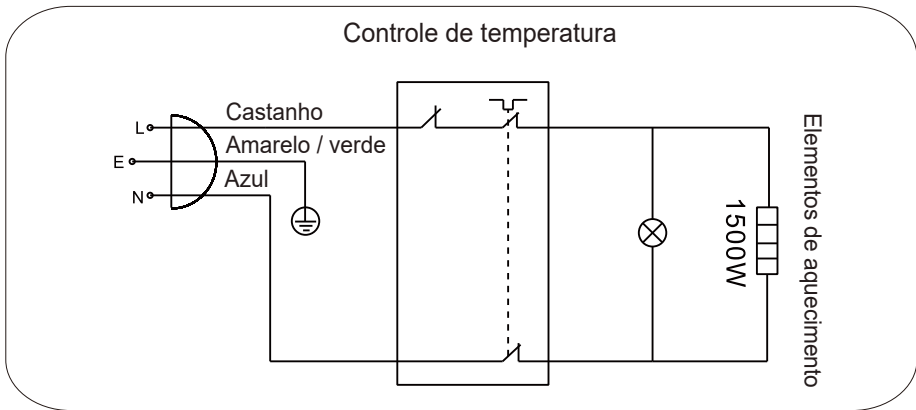 Controle de temperatura
Castanho
L
Amarelo / verde
E
Azul
N
1500W
Elementos de aquecimento